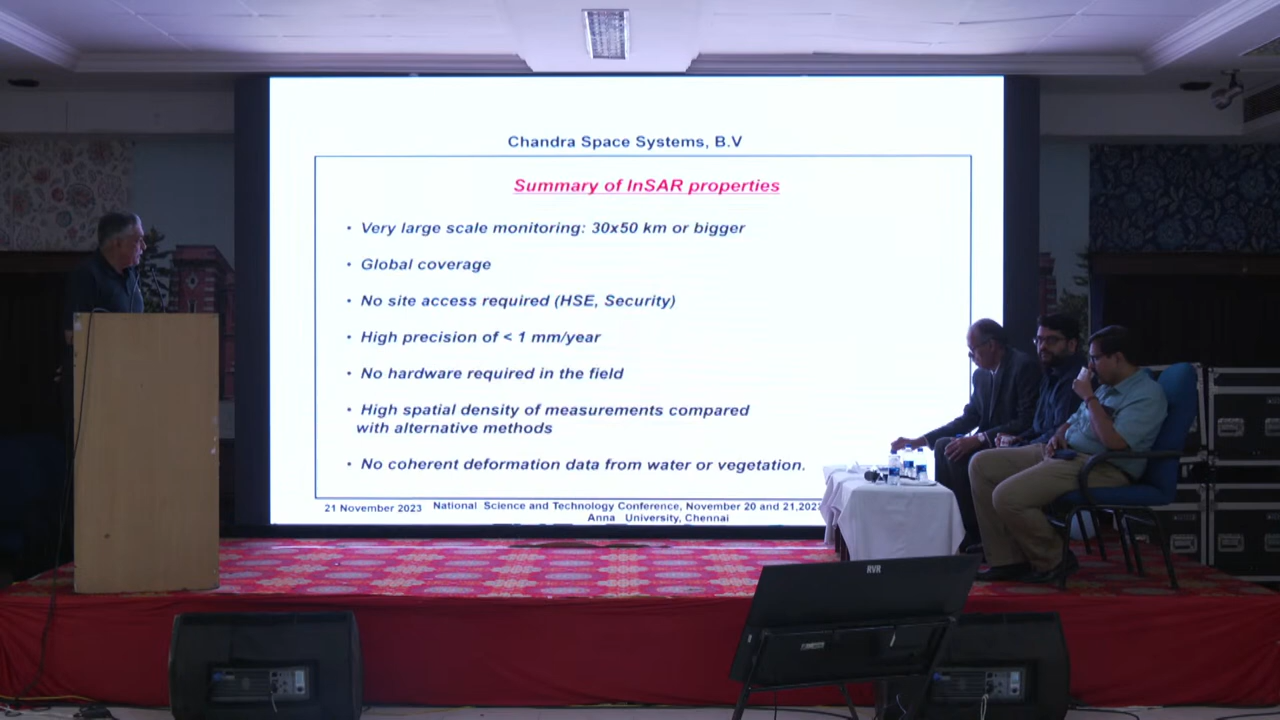 Chandra Space Systems, B.V
Summary of InSAR properties
• Very large scale monitoring: 30x50 km or bigger
• Global coverage
• No site access required (HSE, Security)
• High precision of < 1 mm/year
• No hardware required in the field
• High spatial density of measurements compared
with alternative methods
• No coherent deformation data from water or vegetation.
21 November 2023
National Science and Technology Conference, November 20 and 21,2023
Anna University, Chennai
RVR